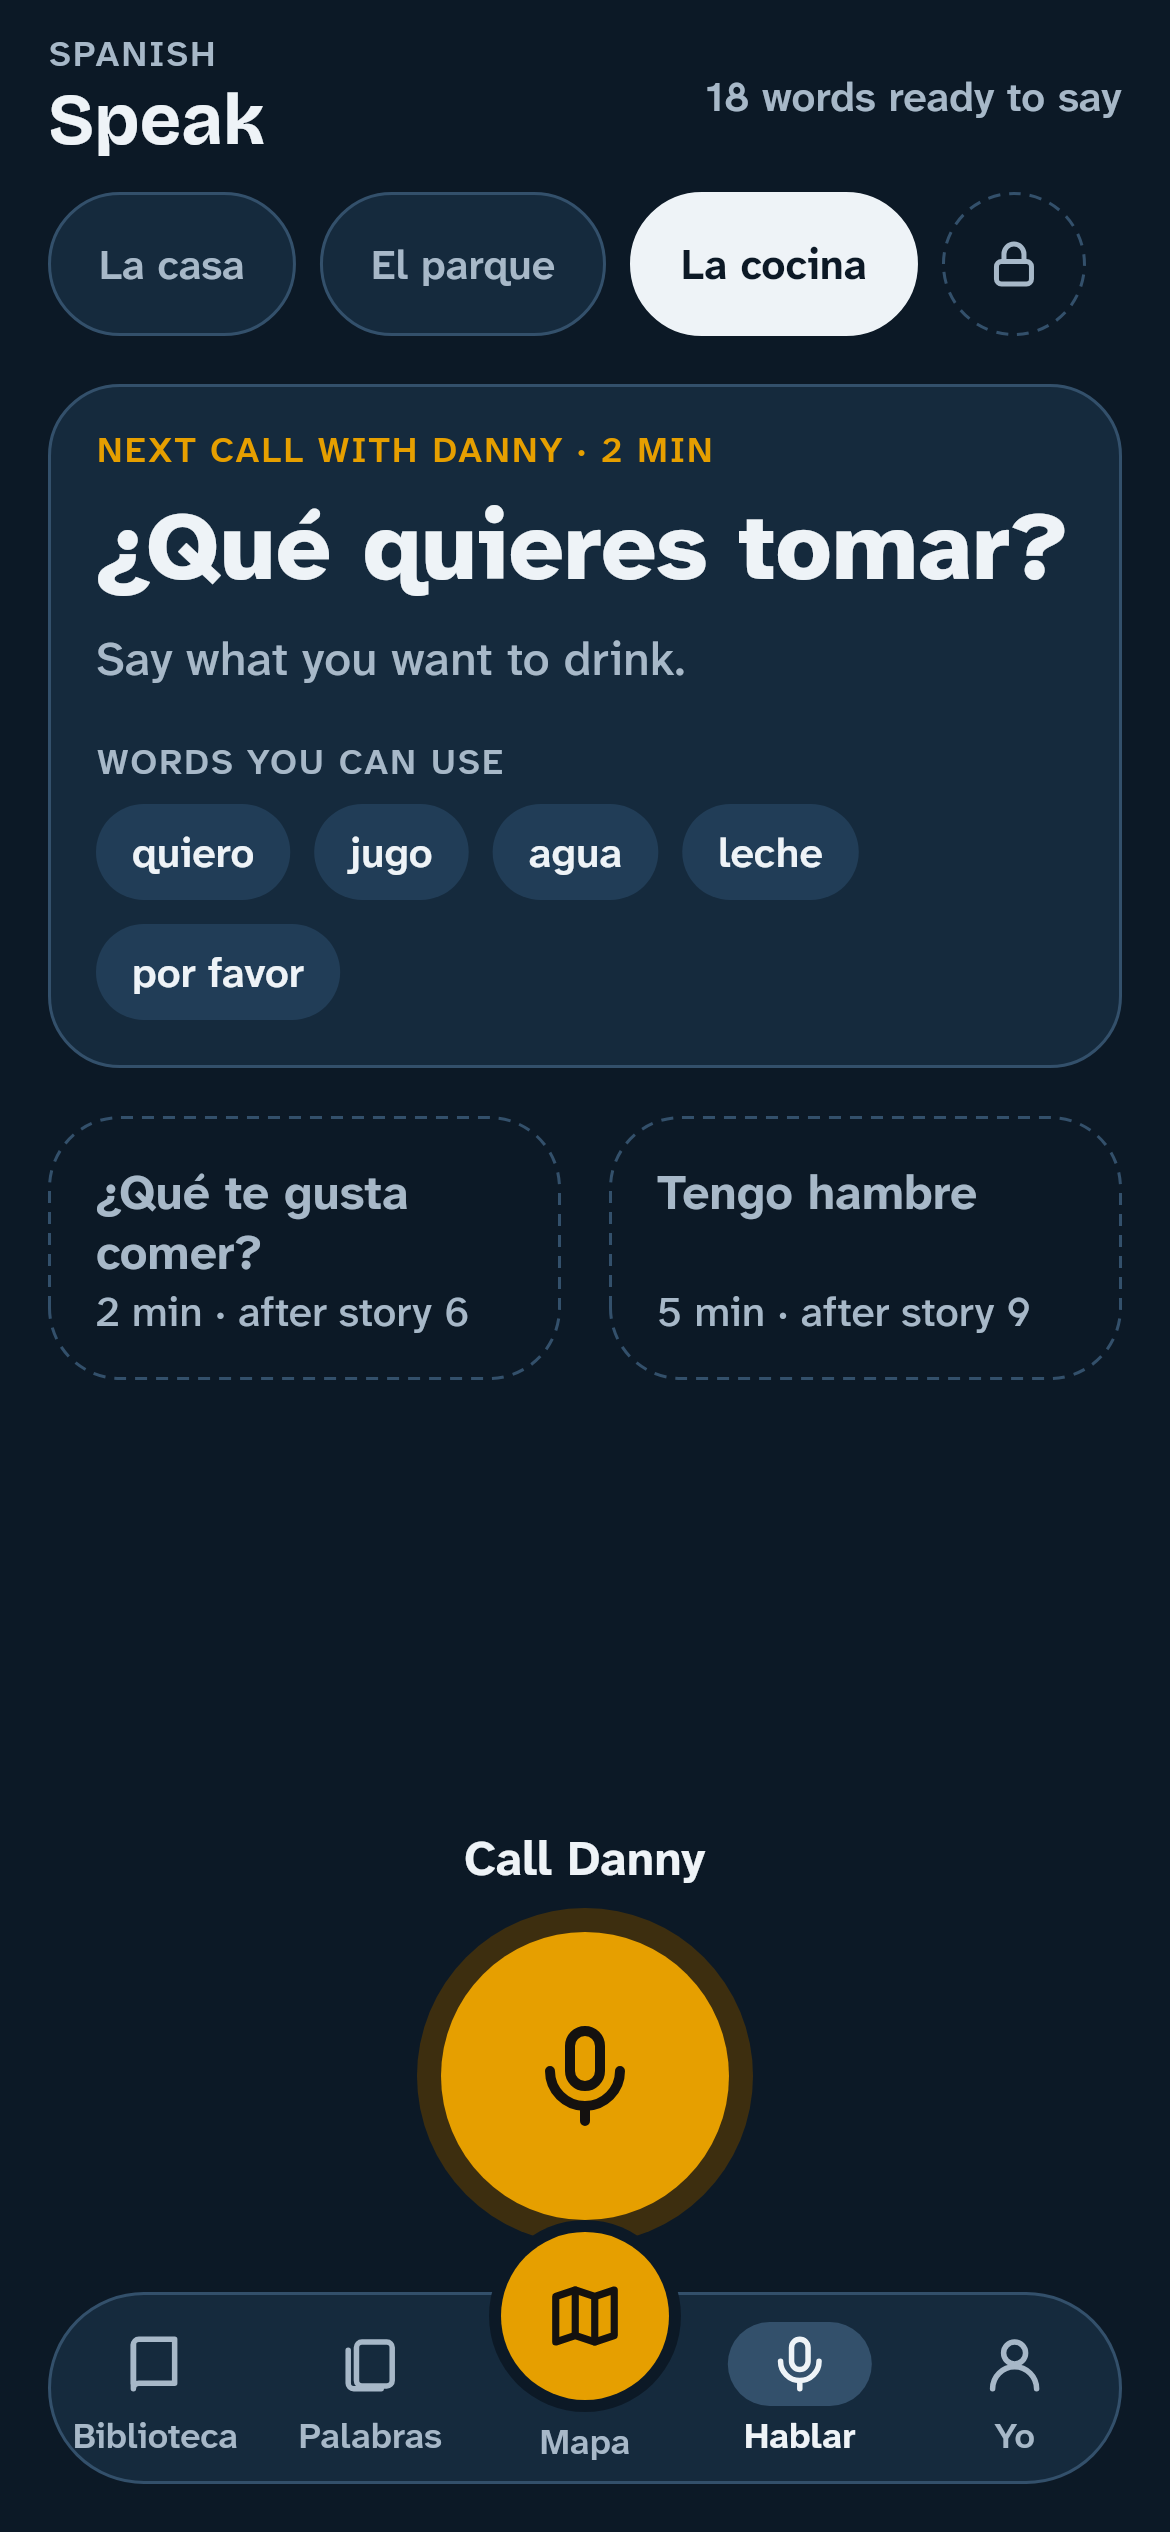 SPANISH
Speak
18 words ready to say
La casa
El parque
La cocina
NEXT CALL WITH DANNY · 2 MIN
¿Qué quieres tomar?
Say what you want to drink.
WORDS YOU CAN USE
quiero
jugo
agua
leche
por favor
¿Qué te gusta
comer?
2 min · after story 6
Tengo hambre
5 min · after story 9
Call Danny
Biblioteca
Palabras
Mapa
Hablar
Yo